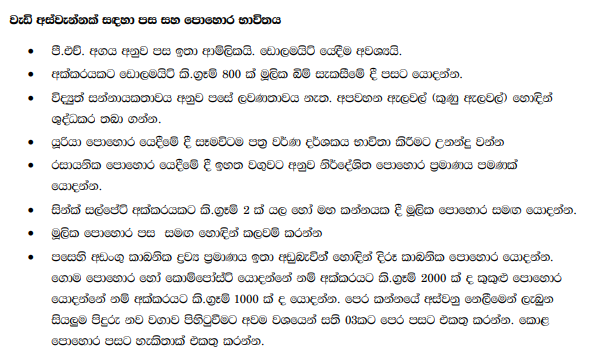 වැඩි අස්වැන්නක් සඳහා පස සහ පොහොර භාවිතය
• පී.එච්. අගය අනුව පස ඉතා ආම්ලිකයි. ඩොලමයිට් යෙදීම අවශ්‍යයි.
• අක්කරයකට ඩොලමයිට් කි.ග්‍රෑම් 800 ක් මූලික බිම් සැකසීමේ දී පසට යොදන්න.
• විද්‍යුත් සන්නායකතාවය අනුව පසේ ලවණතාවය නැත. අපවහන ඇලවල් (කුණු ඇලවල්) හොඳින්
ශුද්ධකර තබා ගන්න.
• යූරියා පොහොර යෙදීමේ දී සෑමවිටම පත්‍ර වර්ණ දර්ශකය භාවිතා කිරීමට උනන්දු වන්න
• රසායනික පොහොර යෙදීමේ දී ඉහත වගුවට අනුව නිර්දේශිත පොහොර ප්‍රමාණය පමණක්
යොදන්න.
• සින්ක් සල්පේට් අක්කරයකට කි.ග්‍රෑම් 2 ක් යල හෝ මහ කන්නයක දී මූලික පොහොර සමඟ යොදන්න.
• මූලික පොහොර පස  සමඟ හොඳින් කලවම් කරන්න
• පසෙහි අඩංගු කාබනික ද්‍රව්‍ය ප්‍රමාණය ඉතා අඩුබැවින් හොඳින් දිරූ කාබනික පොහොර යොදන්න.
ගොම පොහොර හෝ කොම්පෝස්ට් යොදන්නේ නම් අක්කරයට කි.ග්‍රෑම් 2000 ක් ද කුකුළු පොහොර
යොදන්නේ නම් අක්කරයට කි.ග්‍රෑම් 1000 ක් ද යොදන්න. පෙර කන්නයේ අස්වනු නෙලීමෙන් ලැබුන
සියලුම පිදුරු නව වගාව පිහිටුවීමට අවම වශයෙන් සති 03කට පෙර පසට එකතු කරන්න. කොළ
පොහොර පසට හැකිතාක් එකතු කරන්න.